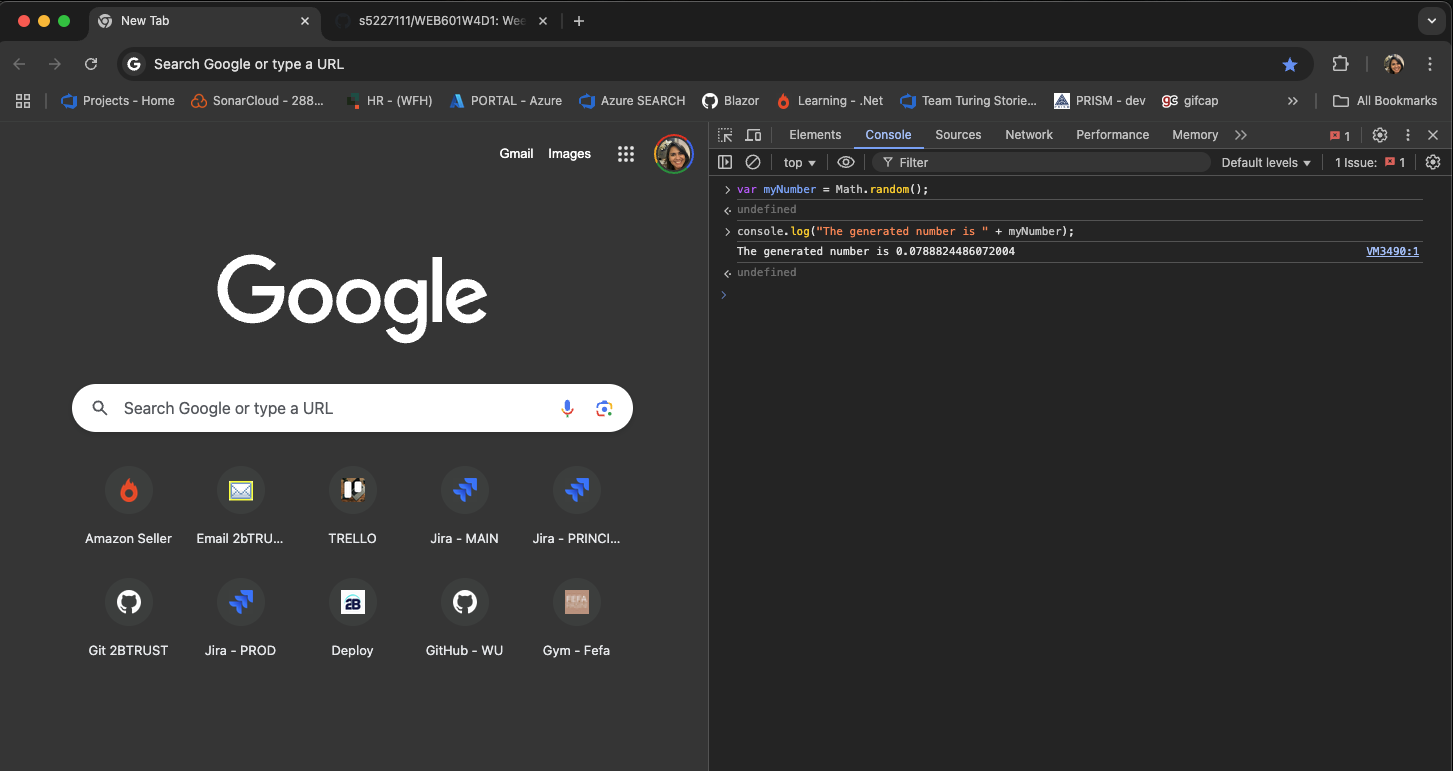 New Tab
s5227111/WEB601W4D1: Wee
Search Google or type a URL
Projects - Home
SonarCloud - 288...
HR - (WFH)
PORTAL - Azure
Azure SEARCH
Blazor
Learning - .Net
Team Turing Storie...
PRISM - dev
gifcap
All Bookmarks
Gmail
Images
Google
Search Google or type a URL
Amazon Seller
Email 2bTRU...
TRELLO
Jira - MAIN
Jira - PRINCI...
Git 2BTRUST
Jira - PROD
2B
Deploy
GitHub - WU
FEFA
Gym - Fefa
Elements
Console
Sources
Network
Performance
Memory
1
top
Filter
Default levels
1 Issue:
1
var myNumber = Math.random();
undefined
console.log("The generated number is " + myNumber);
The generated number is 0.0788824486072004
VM3490:1
undefined